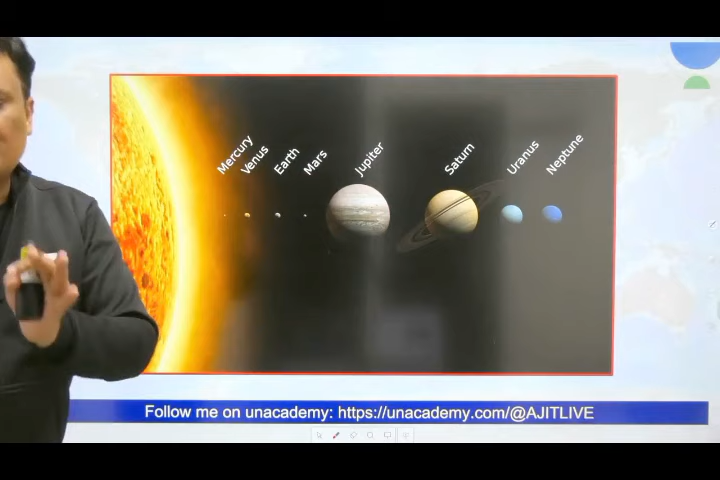 Mercury
Venus
Earth
Mars
Jupiter
Saturn
Uranus
Neptune
Follow me on unacademy: https://unacademy.com/@AJITLIVE